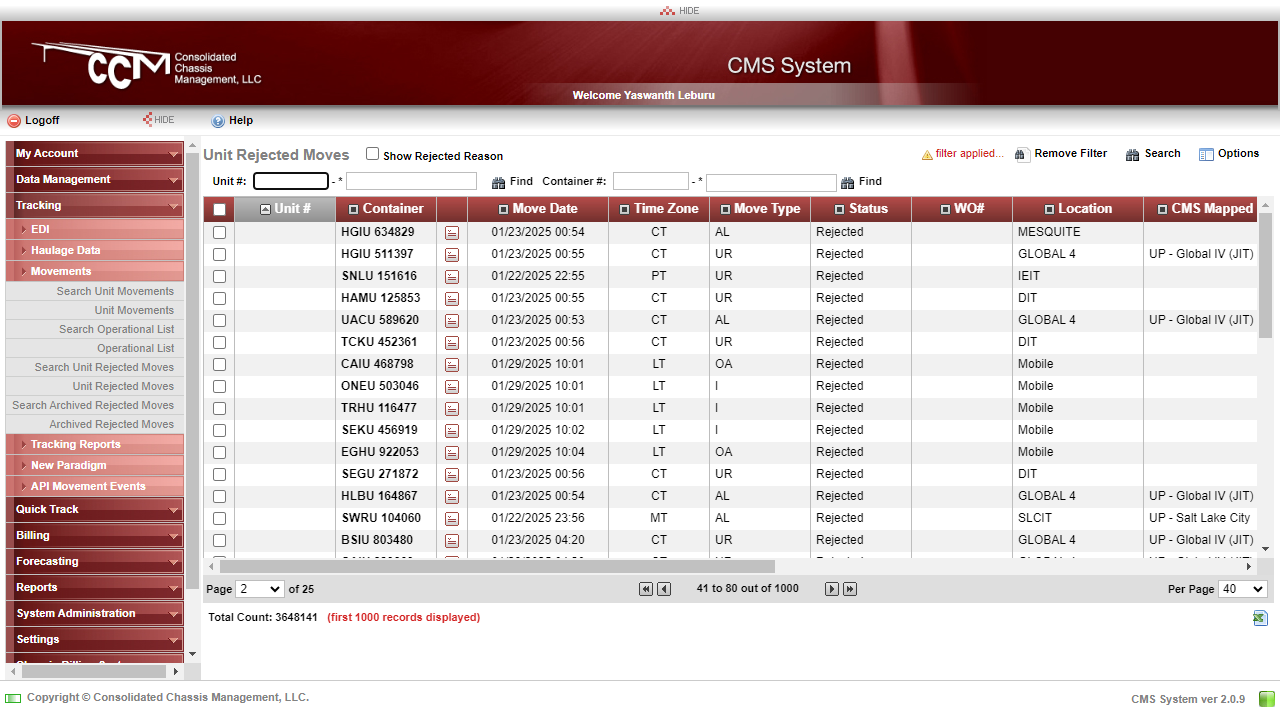 HIDE
CCM Consolidated
Chassis
Management, LLC
CMS System
Welcome Yaswanth Leburu
Logoff HIDE Help
My Account
Data Management
Tracking
EDI
Haulage Data
Movements
Search Unit Movements
Unit Movements
Search Operational List
Operational List
Search Unit Rejected Moves
Unit Rejected Moves
Search Archived Rejected Moves
Archived Rejected Moves
Tracking Reports
New Paradigm
API Movement Events
Quick Track
Billing
Forecasting
Reports
System Administration
Settings
Unit Rejected Moves Show Rejected Reason filter applied... Remove Filter Search Options
Unit #: - * Find Container #: - * Find
Unit # Container Move Date Time Zone Move Type Status WO# Location CMS Mapped
HGIU 634829 01/23/2025 00:54 CT AL Rejected MESQUITE
HGIU 511397 01/23/2025 00:55 CT UR Rejected GLOBAL 4 UP - Global IV (JIT)
SNLU 151616 01/22/2025 22:55 PT UR Rejected IEIT
HAMU 125853 01/23/2025 00:55 CT UR Rejected DIT
UACU 589620 01/23/2025 00:53 CT AL Rejected GLOBAL 4 UP - Global IV (JIT)
TCKU 452361 01/23/2025 00:56 CT UR Rejected DIT
CAIU 468798 01/29/2025 10:01 LT OA Rejected Mobile
ONEU 503046 01/29/2025 10:01 LT I Rejected Mobile
TRHU 116477 01/29/2025 10:01 LT I Rejected Mobile
SEKU 456919 01/29/2025 10:02 LT I Rejected Mobile
EGHU 922053 01/29/2025 10:04 LT OA Rejected Mobile
SEGU 271872 01/23/2025 00:56 CT UR Rejected DIT
HLBU 164867 01/23/2025 00:54 CT AL Rejected GLOBAL 4 UP - Global IV (JIT)
SWRU 104060 01/22/2025 23:56 MT AL Rejected SLCIT UP - Salt Lake City
BSIU 803480 01/23/2025 04:20 CT UR Rejected GLOBAL 4 UP - Global IV (JIT)
Page 2 of 25 41 to 80 out of 1000 Per Page 40
Total Count: 3648141 (first 1000 records displayed)
Copyright © Consolidated Chassis Management, LLC. CMS System ver 2.0.9